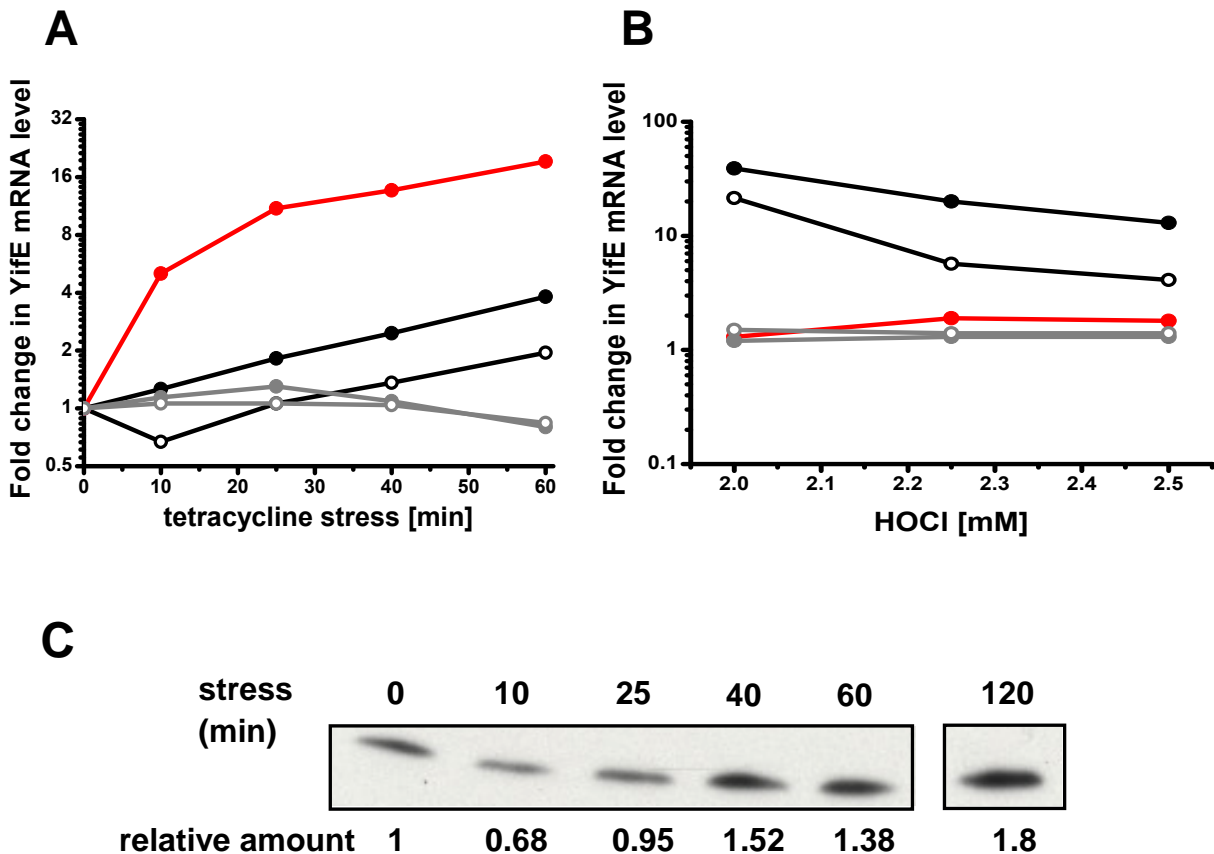 A
Fold change in YifE mRNA level
32
16
8
4
2
1
0.5
0 10 20 30 40 50 60
tetracycline stress [min]
B
Fold change in YifE mRNA level
100
10
1
0.1
2.0 2.1 2.2 2.3 2.4 2.5
HOCl [mM]
C
stress 0 10 25 40 60 120
(min)
relative amount 1 0.68 0.95 1.52 1.38 1.8